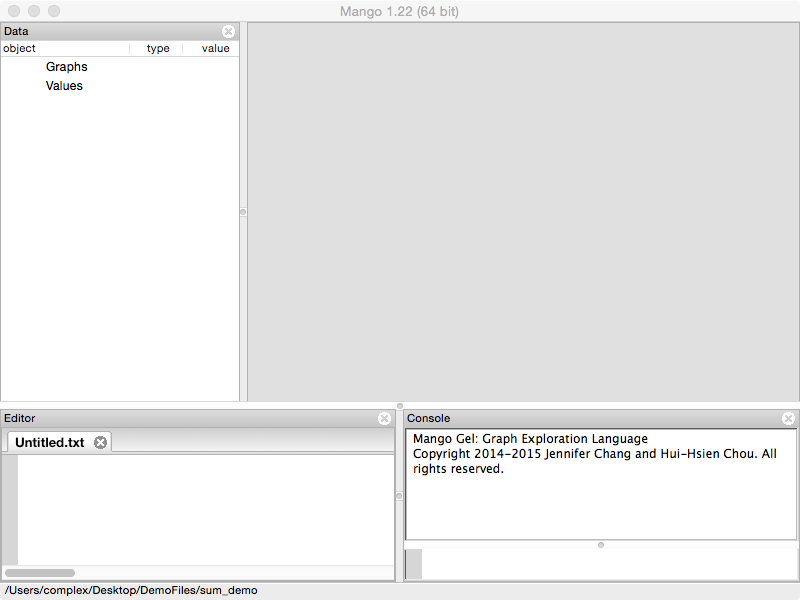 Mango 1.22 (64 bit)
Data
object type value
Graphs
Values
Editor
Untitled.txt
Console
Mango Gel: Graph Exploration Language
Copyright 2014-2015 Jennifer Chang and Hui-Hsien Chou. All
rights reserved.
/Users/complex/Desktop/DemoFiles/sum_demo